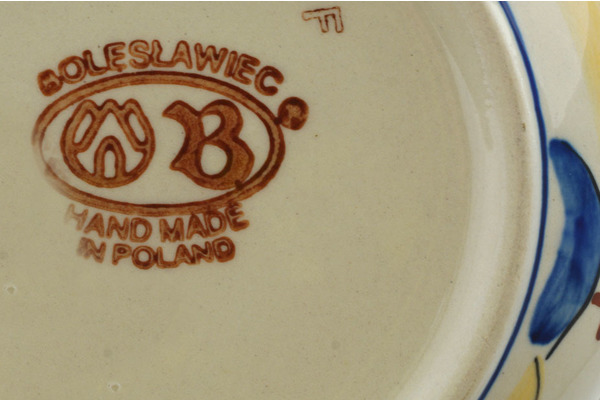 F
BOLESŁAWIEC ®
B
HAND MADE
IN POLAND